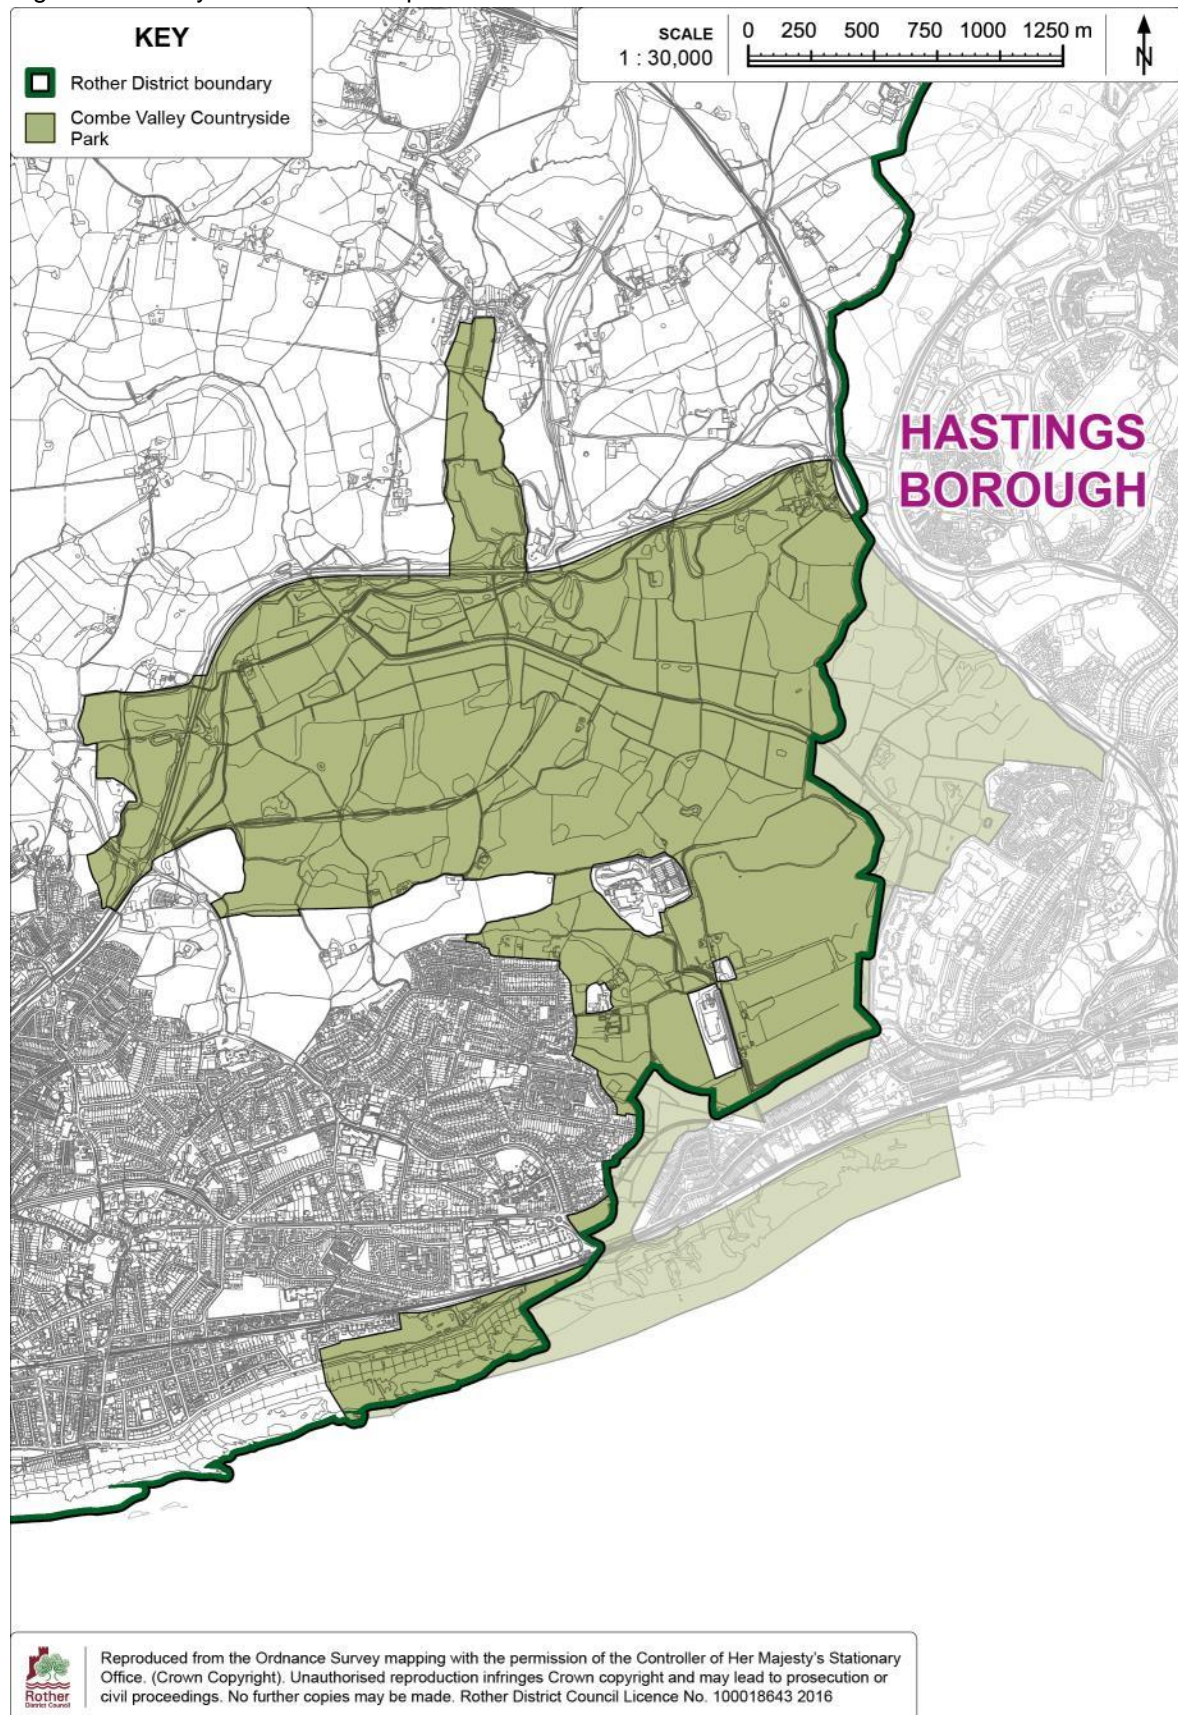 KEY
Rother District boundary
Combe Valley Countryside
Park
SCALE
1 : 30,000
0 250 500 750 1000 1250 m
N
HASTINGS
BOROUGH
Rother
District Council
Reproduced from the Ordnance Survey mapping with the permission of the Controller of Her Majesty's Stationary
Office. (Crown Copyright). Unauthorised reproduction infringes Crown copyright and may lead to prosecution or
civil proceedings. No further copies may be made. Rother District Council Licence No. 100018643 2016